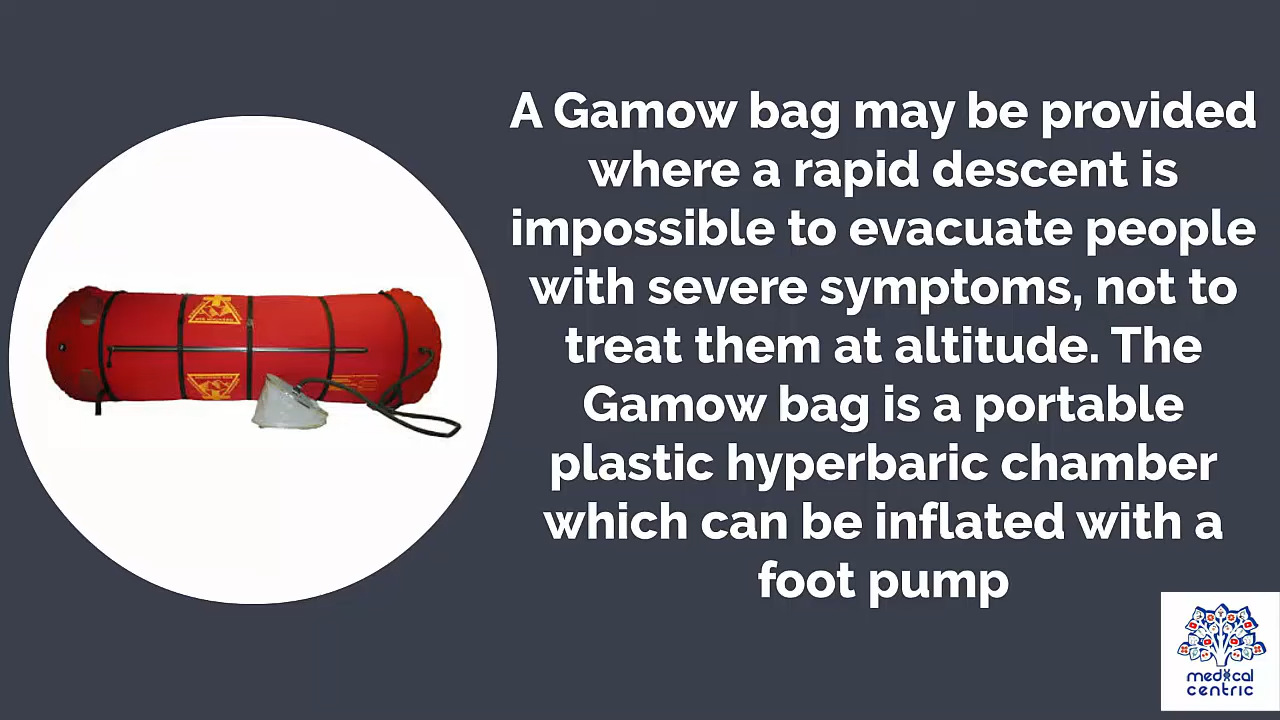 A Gamow bag may be provided
where a rapid descent is
impossible to evacuate people
with severe symptoms, not to
treat them at altitude. The
Gamow bag is a portable
plastic hyperbaric chamber
which can be inflated with a
foot pump
medical
centric